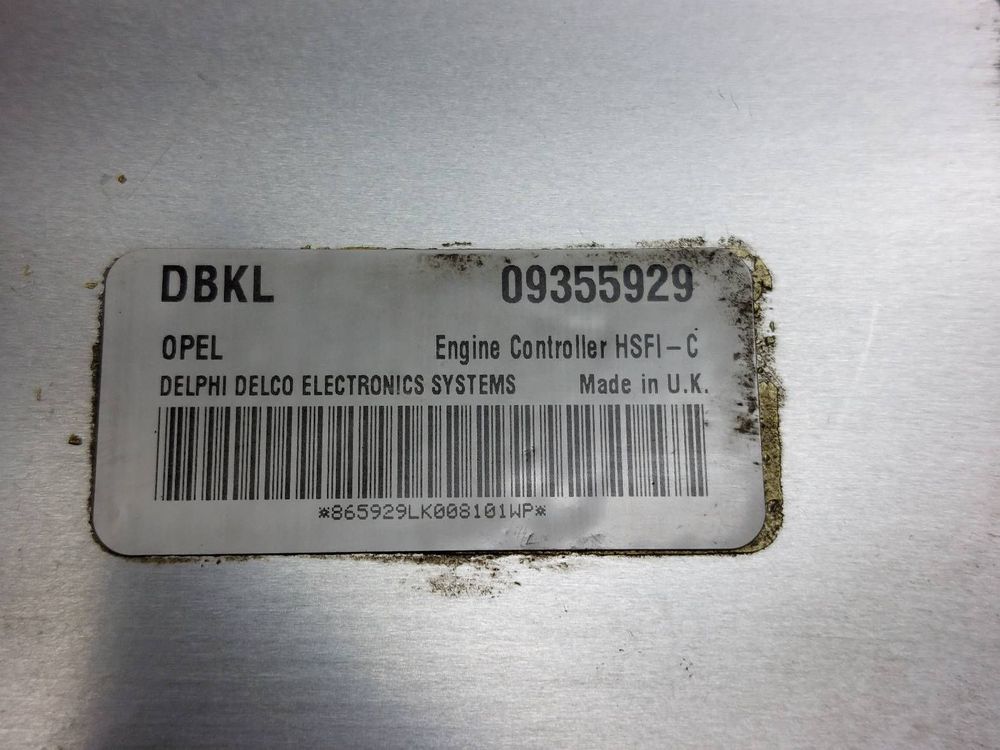 DBKL 09355929
OPEL Engine Controller HSFI-C
DELPHI DELCO ELECTRONICS SYSTEMS Made in U.K.
*865929LK008101WP*